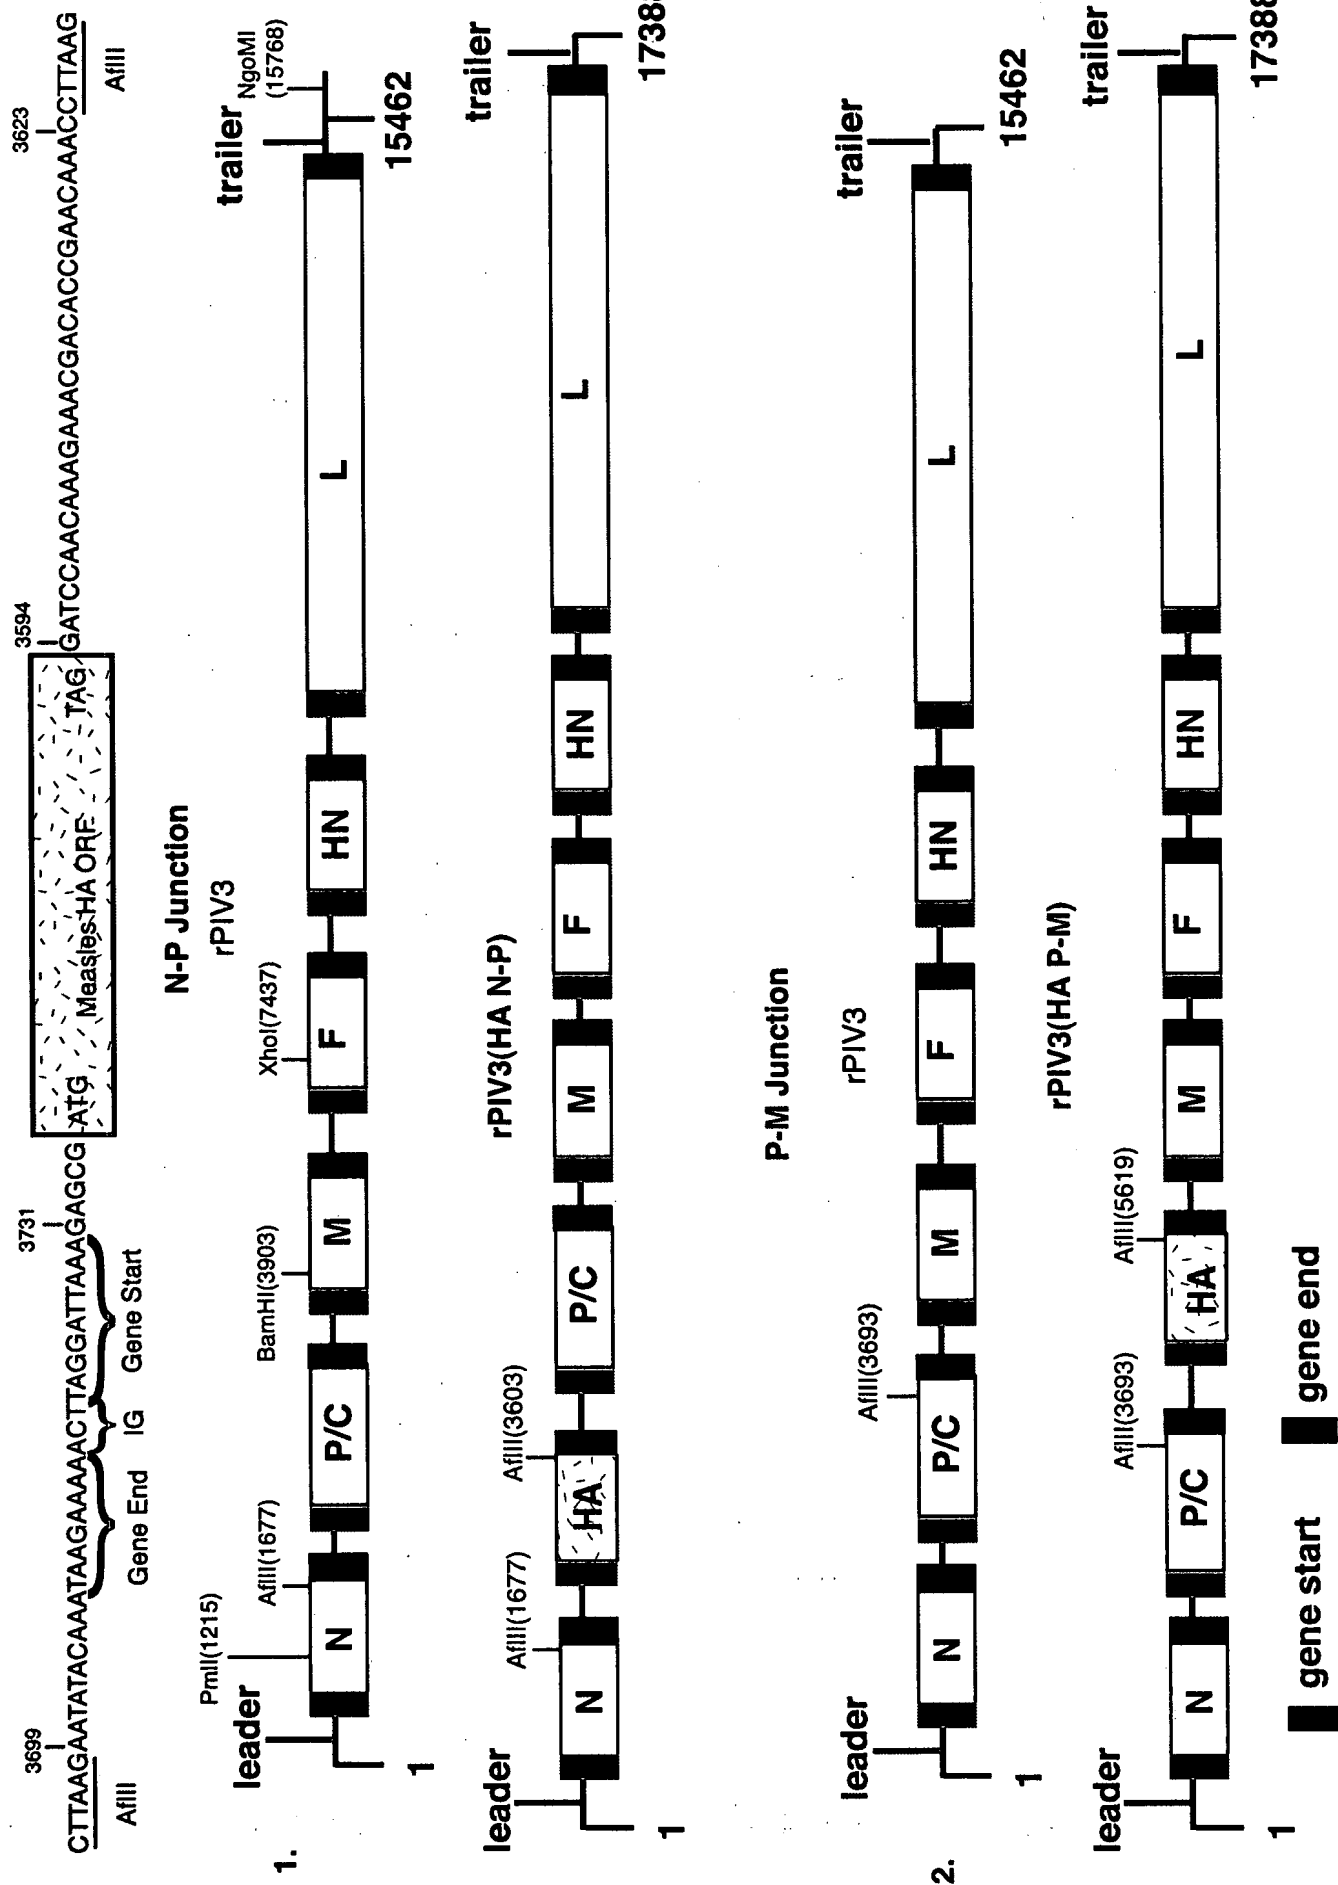 3699
3731
3594
3623
CTTAAGAATATACAAATAAGAAAAACTTAGGATTAAAGAGCG
ATG Measles HA ORF TAG
GATCCAACAAGAAACGACACCGAACAAACCTTAAG
AflII
Gene End
IG
Gene Start
AflII
N-P Junction
1.
rPIV3
leader
PmlI(1215)
AflII(1677)
BamHI(3903)
XhoI(7437)
trailer
NgoMI
(15768)
N
P/C
M
F
HN
L
1
15462
rPIV3(HA N-P)
leader
AflII(1677)
AflII(3603)
trailer
N
HA
P/C
M
F
HN
L
1
P-M Junction
2.
rPIV3
leader
AflII(3693)
trailer
N
P/C
M
F
HN
L
1
15462
rPIV3(HA P-M)
leader
AflII(3693)
AflII(5619)
trailer
N
P/C
HA
M
F
HN
L
1
17388
gene start
gene end